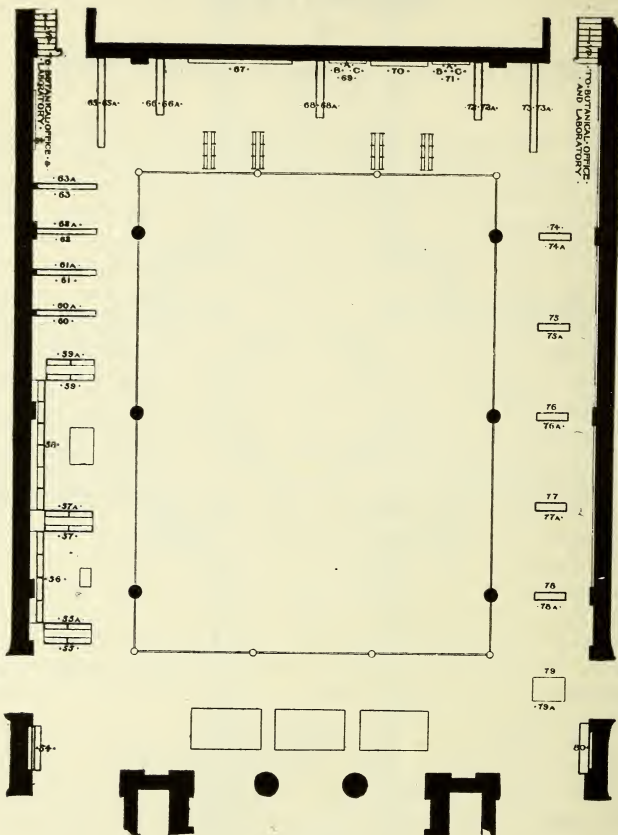 UP TO BOTANICAL·OFFICE &
LABORATORY·
·67·
·A·
·B· ·C·
·69·
·70·
·A·
·B· ·C·
·71·
·TO·BOTANICAL·OFFICE·
AND LABORATORY·
65·65A·
66·66A·
68·68A·
72·72A·
73·73A·
·63A
·63
·62A·
·62
·61A
·61·
·60A
·60·
·59A·
·59·
·58·
·57A·
·57·
·56·
·55A·
·55·
·54·
·74·
·74A
75
75A
76
76A·
77
77A·
78
·78A·
79
·79A
80